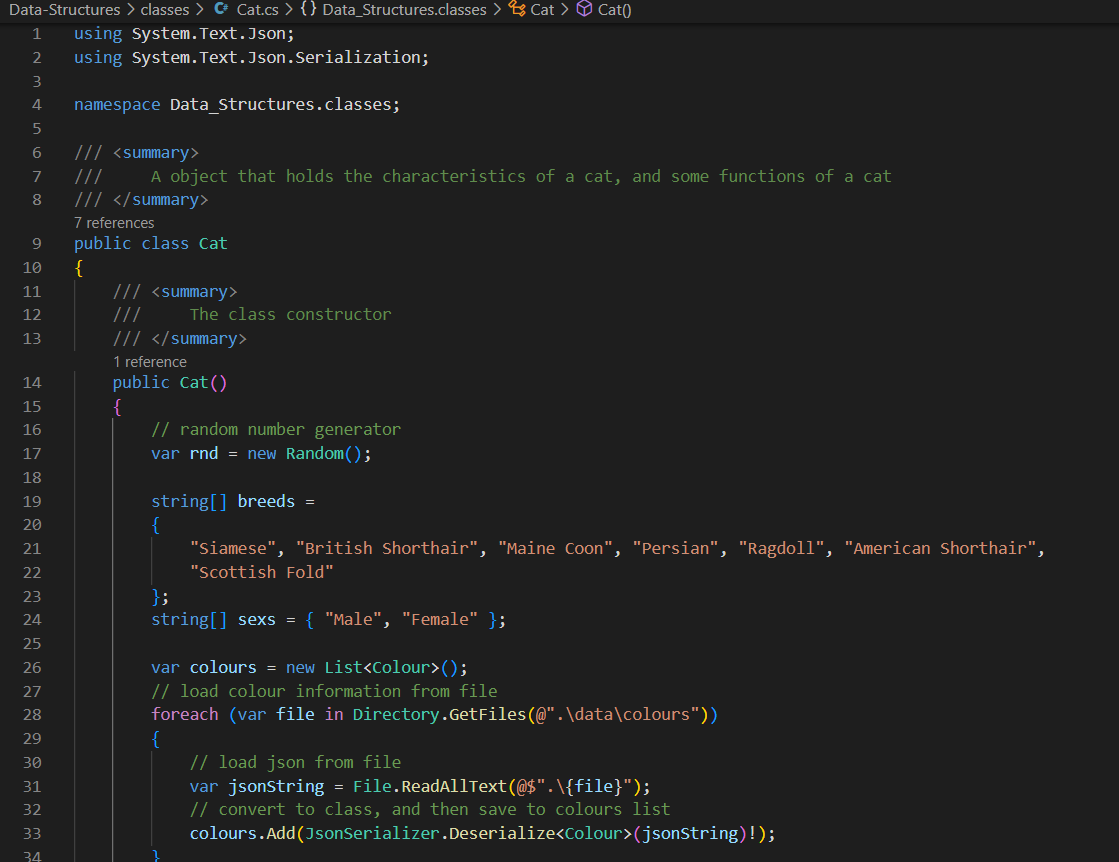 Data-Structures > classes > C# Cat.cs > {} Data_Structures.classes > Cat > Cat()
1 using System.Text.Json;
2 using System.Text.Json.Serialization;
3
4 namespace Data_Structures.classes;
5
6 /// <summary>
7 ///     A object that holds the characteristics of a cat, and some functions of a cat
8 /// </summary>
7 references
9 public class Cat
10 {
11     /// <summary>
12     ///     The class constructor
13     /// </summary>
1 reference
14     public Cat()
15     {
16         // random number generator
17         var rnd = new Random();
18
19         string[] breeds =
20         {
21             "Siamese", "British Shorthair", "Maine Coon", "Persian", "Ragdoll", "American Shorthair",
22             "Scottish Fold"
23         };
24         string[] sexs = { "Male", "Female" };
25
26         var colours = new List<Colour>();
27         // load colour information from file
28         foreach (var file in Directory.GetFiles(@".\data\colours"))
29         {
30             // load json from file
31             var jsonString = File.ReadAllText(@$".\{file}");
32             // convert to class, and then save to colours list
33             colours.Add(JsonSerializer.Deserialize<Colour>(jsonString)!);
34         }